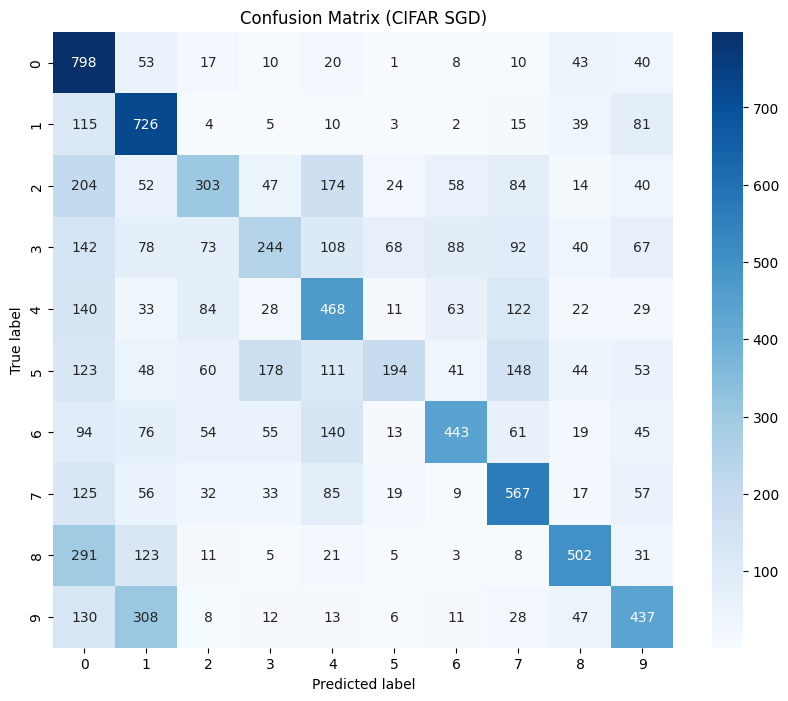 Confusion Matrix (CIFAR SGD)
True label
0 798 53 17 10 20 1 8 10 43 40
1 115 726 4 5 10 3 2 15 39 81
2 204 52 303 47 174 24 58 84 14 40
3 142 78 73 244 108 68 88 92 40 67
4 140 33 84 28 468 11 63 122 22 29
5 123 48 60 178 111 194 41 148 44 53
6 94 76 54 55 140 13 443 61 19 45
7 125 56 32 33 85 19 9 567 17 57
8 291 123 11 5 21 5 3 8 502 31
9 130 308 8 12 13 6 11 28 47 437
0 1 2 3 4 5 6 7 8 9
Predicted label
700
600
500
400
300
200
100